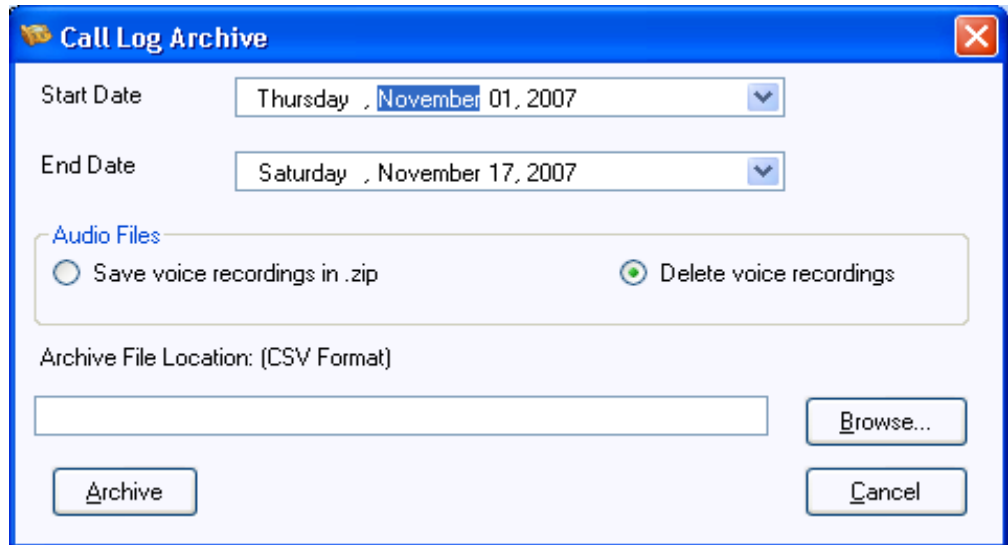 Call Log Archive
Start Date
Thursday , November 01, 2007
End Date
Saturday , November 17, 2007
Audio Files
Save voice recordings in .zip
Delete voice recordings
Archive File Location: (CSV Format)
Browse...
Archive
Cancel